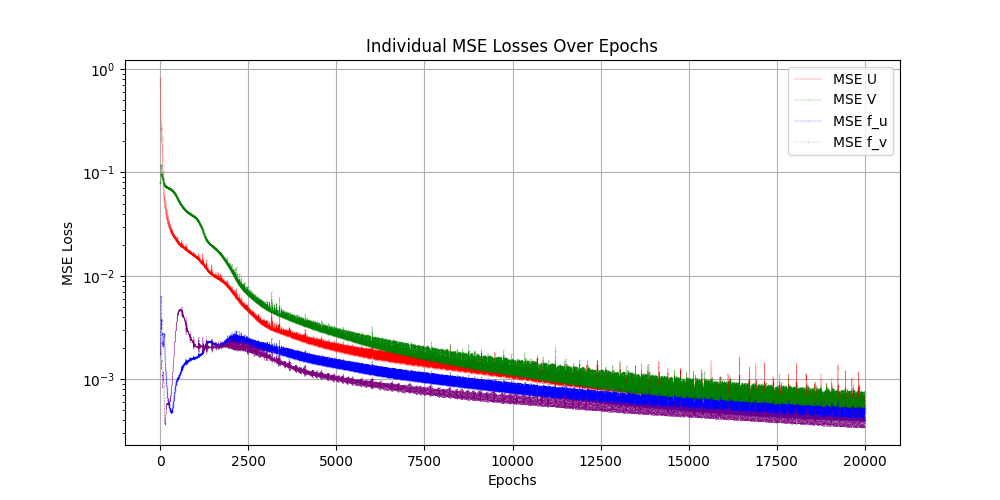 Individual MSE Losses Over Epochs
MSE Loss
10⁰
10⁻¹
10⁻²
10⁻³
MSE U
MSE V
MSE f_u
MSE f_v
0 2500 5000 7500 10000 12500 15000 17500 20000
Epochs